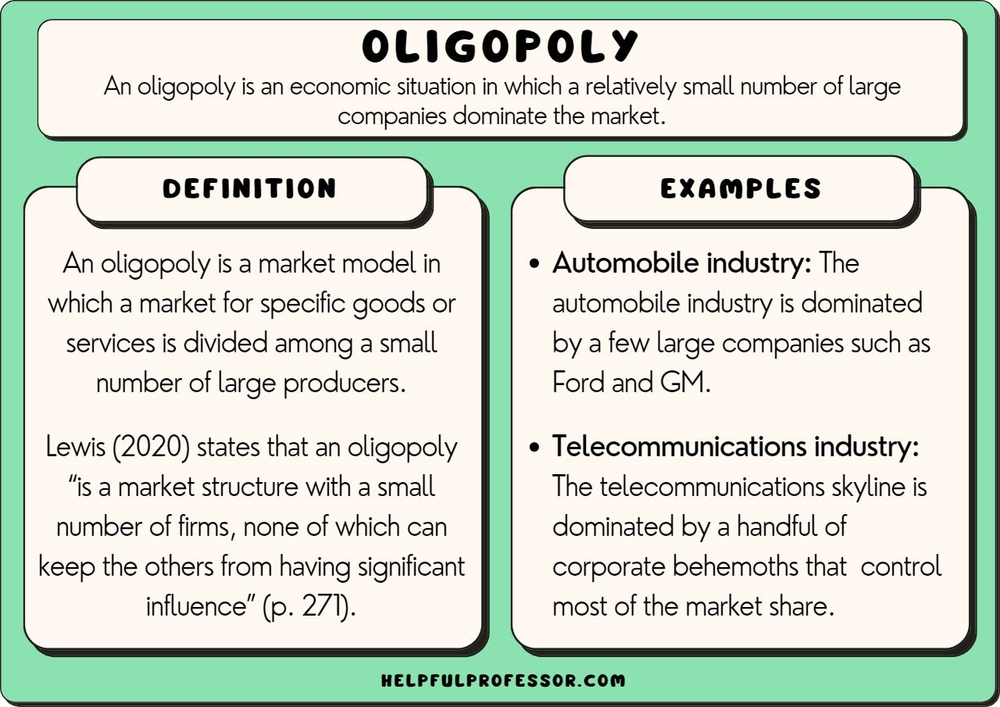 OLIGOPOLY
An oligopoly is an economic situation in which a relatively small number of large
companies dominate the market.
DEFINITION
An oligopoly is a market model in
which a market for specific goods or
services is divided among a small
number of large producers.
Lewis (2020) states that an oligopoly
“is a market structure with a small
number of firms, none of which can
keep the others from having significant
influence” (p. 271).
EXAMPLES
• Automobile industry: The
automobile industry is dominated
by a few large companies such as
Ford and GM.
• Telecommunications industry:
The telecommunications skyline is
dominated by a handful of
corporate behemoths that  control
most of the market share.
HELPFULPROFESSOR.COM